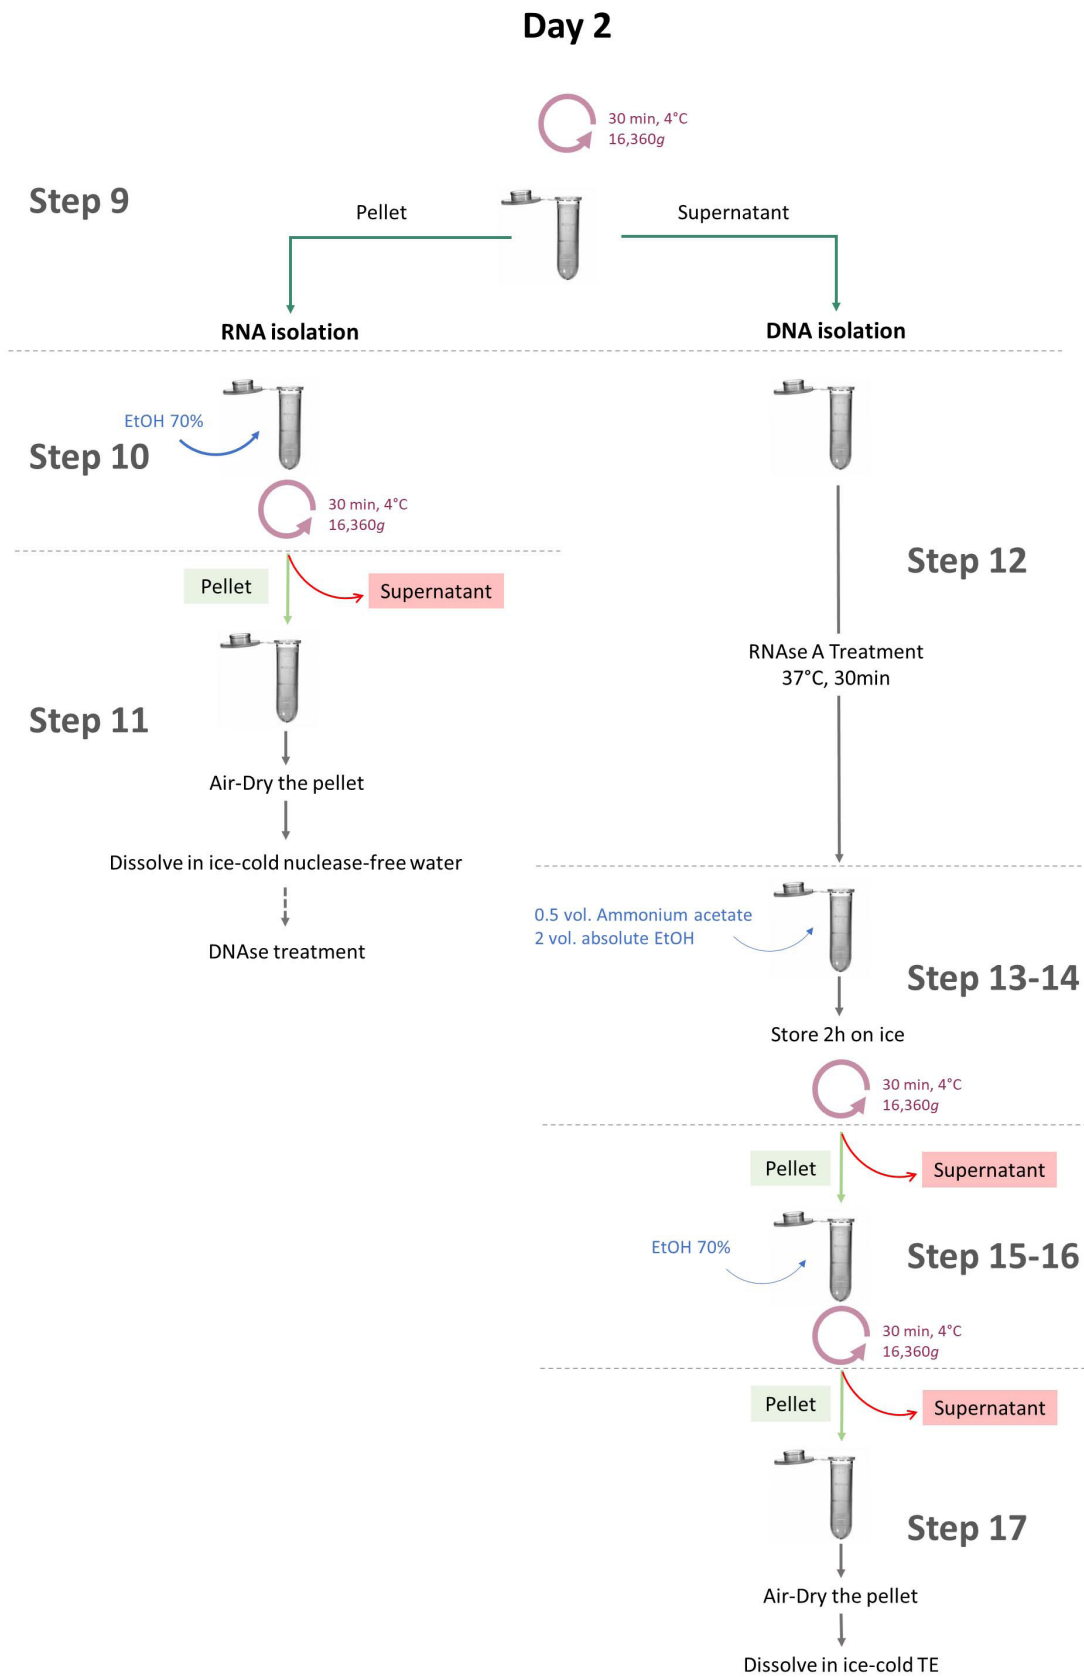 Day 2
30 min, 4°C
16,360g
Step 9
Pellet
Supernatant
RNA isolation
DNA isolation
EtOH 70%
Step 10
30 min, 4°C
16,360g
Pellet
Supernatant
Step 11
Air-Dry the pellet
Dissolve in ice-cold nuclease-free water
DNAse treatment
Step 12
RNAse A Treatment
37°C, 30min
0.5 vol. Ammonium acetate
2 vol. absolute EtOH
Step 13-14
Store 2h on ice
30 min, 4°C
16,360g
Pellet
Supernatant
EtOH 70%
Step 15-16
30 min, 4°C
16,360g
Pellet
Supernatant
Step 17
Air-Dry the pellet
Dissolve in ice-cold TE